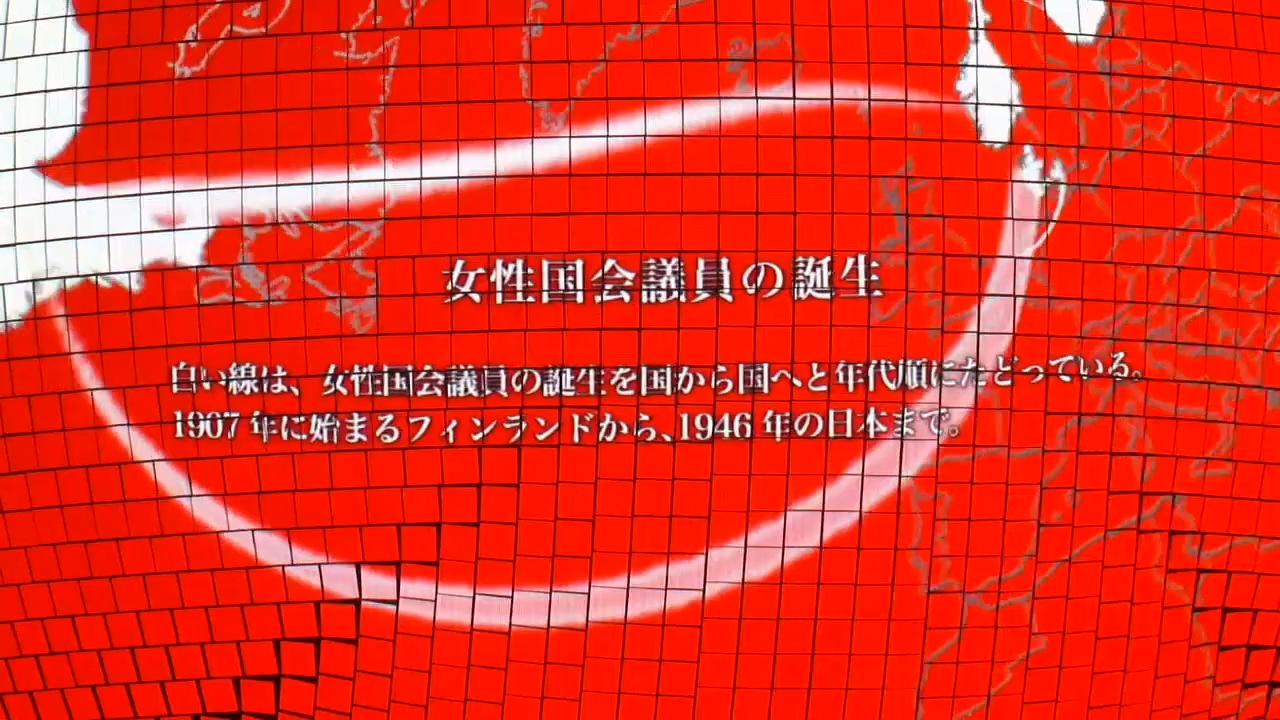 女性国会議員の誕生
白い線は、女性国会議員の誕生を国から国へと年代順にたどっている。
1907年に始まるフィンランドから、1946年の日本まで。